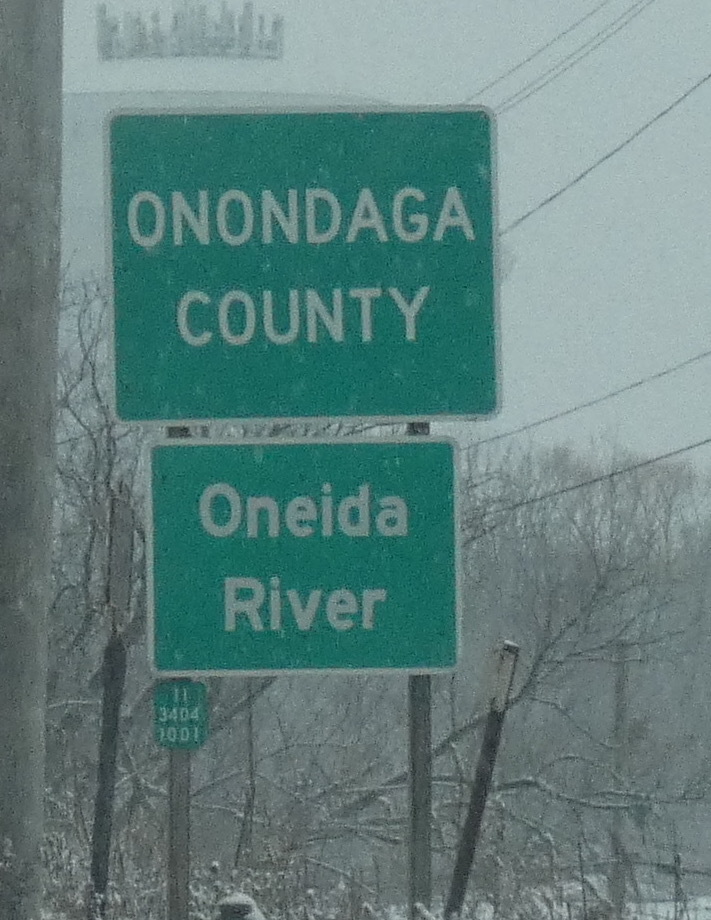 ONONDAGA
COUNTY
Oneida
River
11
3404
1001